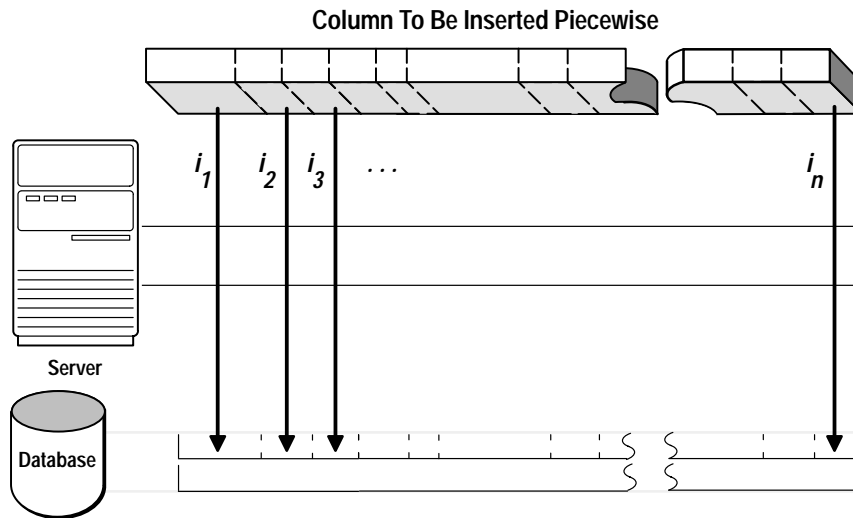 Column To Be Inserted Piecewise
i1 i2 i3 ... in
Server
Database